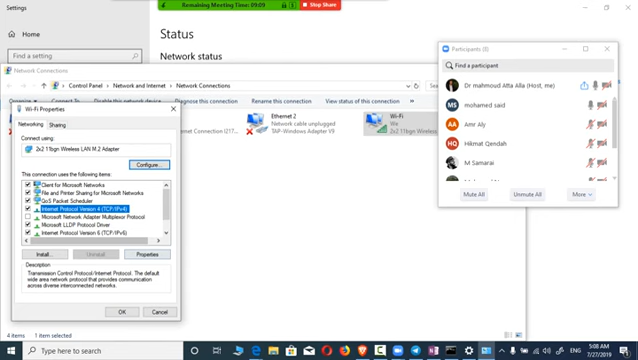 Settings
Remaining Meeting Time: 09:09
Stop Share
Home
Status
Find a setting
Network status
Network Connections
Control Panel > Network and Internet > Network Connections
Organize
Disable this network device
Diagnose this connection
Rename this connection
View status of this connection
Ethernet 2
Network cable unplugged
TAP-Windows Adapter V9
Wi-Fi
We
2x2 11bgn Wireless
Wi-Fi Properties
Networking
Sharing
Connect using:
2x2 11bgn Wireless LAN M.2 Adapter
Configure...
This connection uses the following items:
Client for Microsoft Networks
File and Printer Sharing for Microsoft Networks
QoS Packet Scheduler
Internet Protocol Version 4 (TCP/IPv4)
Microsoft Network Adapter Multiplexor Protocol
Microsoft LLDP Protocol Driver
Internet Protocol Version 6 (TCP/IPv6)
Install...
Uninstall
Properties
Description
Transmission Control Protocol/Internet Protocol. The default
wide area network protocol that provides communication
across diverse interconnected networks.
OK
Cancel
Participants (8)
Find a participant
Dr mahmoud Atta Alla (Host, me)
MS mohamed said
AA Amr Aly
HQ Hikmat Qendah
M M Samarai
Mute All
Unmute All
More
4 items
1 item selected
Type here to search
ENG
5:08 AM
7/27/2019